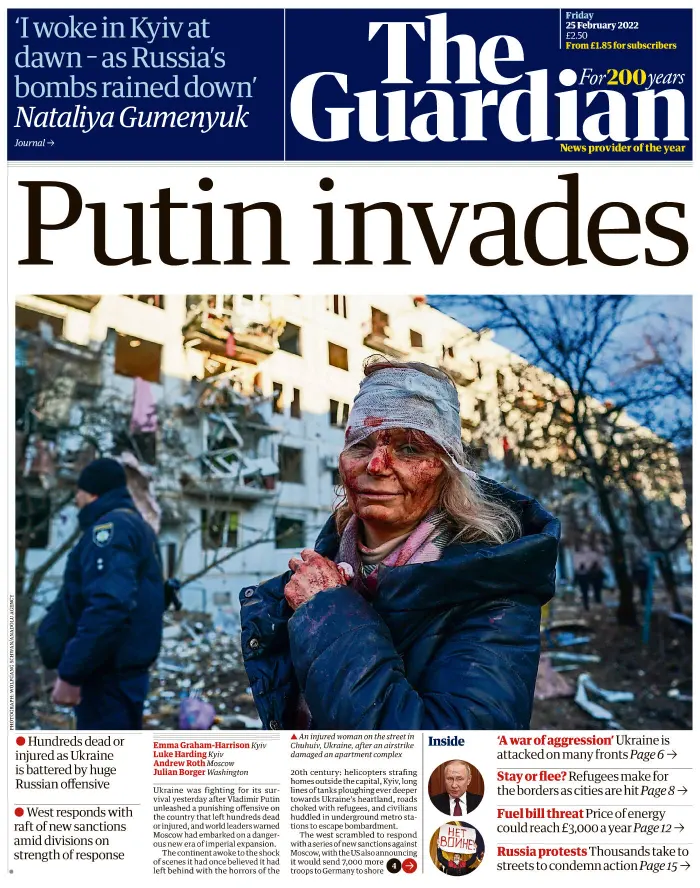 ‘I woke in Kyiv at
dawn – as Russia’s
bombs rained down’
Nataliya Gumenyuk
Journal →
The
Guardian
Friday
25 February 2022
£2.50
From £1.85 for subscribers
For 200 years
News provider of the year
Putin invades
PHOTOGRAPH: WOLFGANG SCHWAN/ANADOLU AGENCY
● Hundreds dead or
injured as Ukraine
is battered by huge
Russian offensive
● West responds with
raft of new sanctions
amid divisions on
strength of response
Emma Graham-Harrison Kyiv
Luke Harding Kyiv
Andrew Roth Moscow
Julian Borger Washington
Ukraine was fighting for its sur-
vival yesterday after Vladimir Putin
unleashed a punishing offensive on
the country that left hundreds dead
or injured, and world leaders warned
Moscow had embarked on a danger-
ous new era of imperial expansion.
The continent awoke to the shock
of scenes it had once believed it had
left behind with the horrors of the
▲ An injured woman on the street in
Chuhuiv, Ukraine, after an airstrike
damaged an apartment complex
20th century: helicopters strafing
homes outside the capital, Kyiv, long
lines of tanks ploughing ever deeper
towards Ukraine’s heartland, roads
choked with refugees, and civilians
huddled in underground metro sta-
tions to escape bombardment.
The west scrambled to respond
with a series of new sanctions against
Moscow, with the US also announcing
it would send 7,000 more
troops to Germany to shore
4 →
Inside
НЕТ
ВОЙНЕ!
‘A war of aggression’ Ukraine is
attacked on many fronts Page 6 →
Stay or flee? Refugees make for
the borders as cities are hit Page 8 →
Fuel bill threat Price of energy
could reach £3,000 a year Page 12 →
Russia protests Thousands take to
streets to condemn action Page 15 →